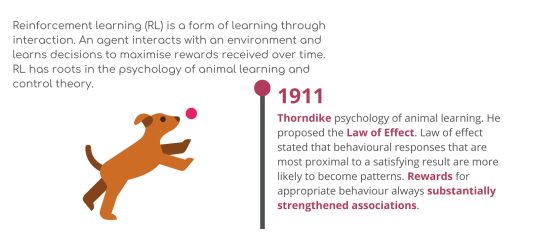 Reinforcement learning (RL) is a form of learning through
interaction. An agent interacts with an environment and
learns decisions to maximise rewards received over time.
RL has roots in the psychology of animal learning and
control theory.
1911
Thorndike psychology of animal learning. He
proposed the Law of Effect. Law of effect
stated that behavioural responses that are
most proximal to a satisfying result are more
likely to become patterns. Rewards for
appropriate behaviour always substantially
strengthened associations.